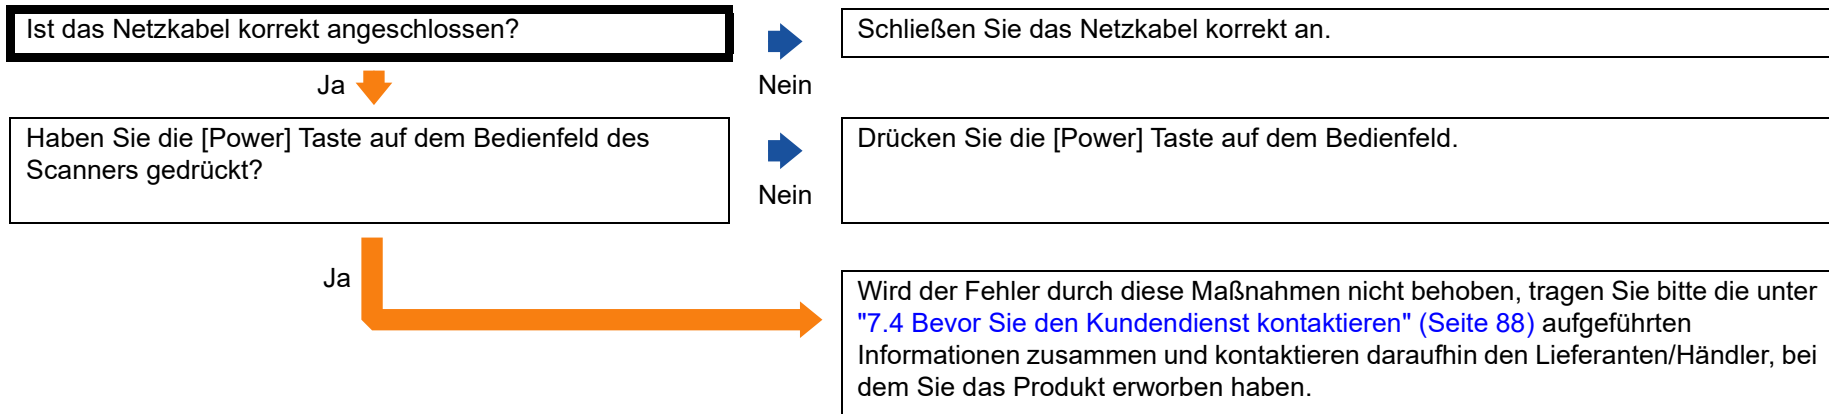 Ist das Netzkabel korrekt angeschlossen?
Schließen Sie das Netzkabel korrekt an.
Ja
Nein
Haben Sie die [Power] Taste auf dem Bedienfeld des
Scanners gedrückt?
Drücken Sie die [Power] Taste auf dem Bedienfeld.
Nein
Ja
Wird der Fehler durch diese Maßnahmen nicht behoben, tragen Sie bitte die unter
"7.4 Bevor Sie den Kundendienst kontaktieren" (Seite 88) aufgeführten
Informationen zusammen und kontaktieren daraufhin den Lieferanten/Händler, bei
dem Sie das Produkt erworben haben.